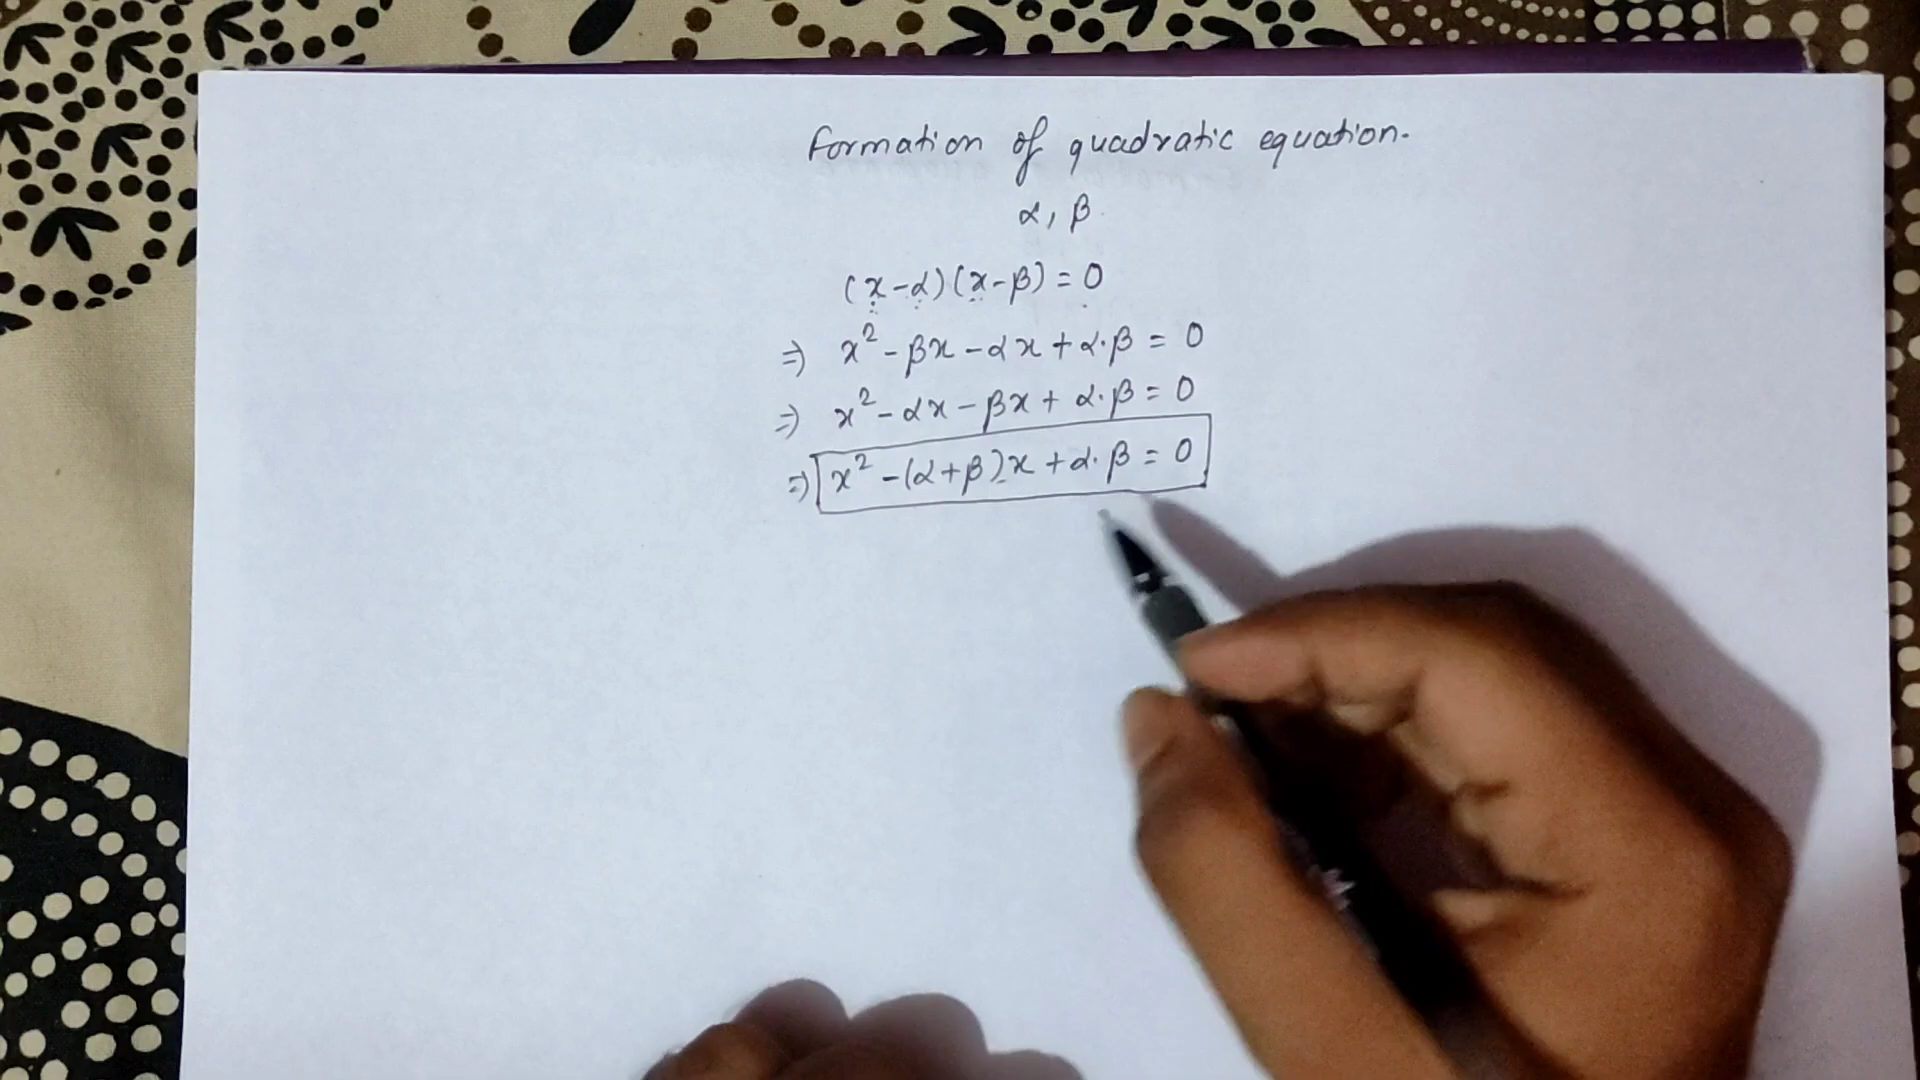 Formation of quadratic equation.
α, β
(x-α)(x-β) = 0
⇒ x² - βx - αx + α·β = 0
⇒ x² - αx - βx + α·β = 0
⇒ x² - (α+β)x + α·β = 0